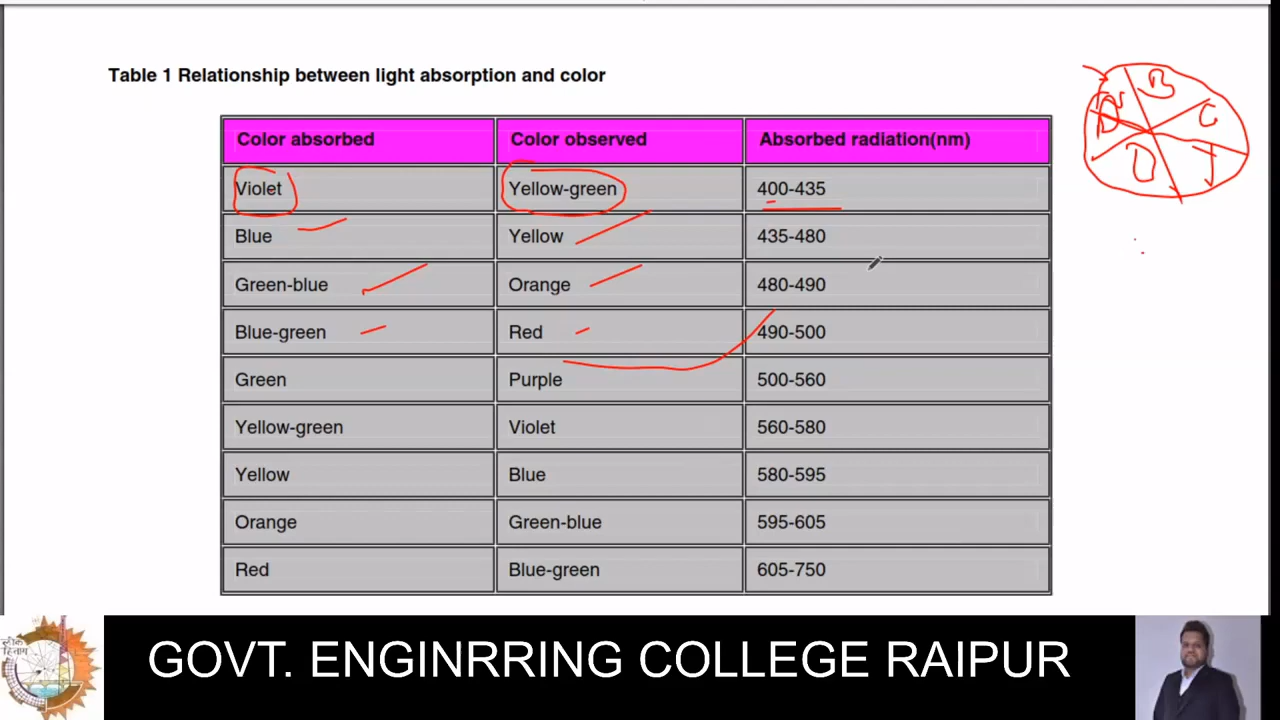 Table 1 Relationship between light absorption and color
Color absorbed Color observed Absorbed radiation(nm)
Violet Yellow-green 400-435
Blue Yellow 435-480
Green-blue Orange 480-490
Blue-green Red 490-500
Green Purple 500-560
Yellow-green Violet 560-580
Yellow Blue 580-595
Orange Green-blue 595-605
Red Blue-green 605-750
B
GOVT. ENGINRRING COLLEGE RAIPUR